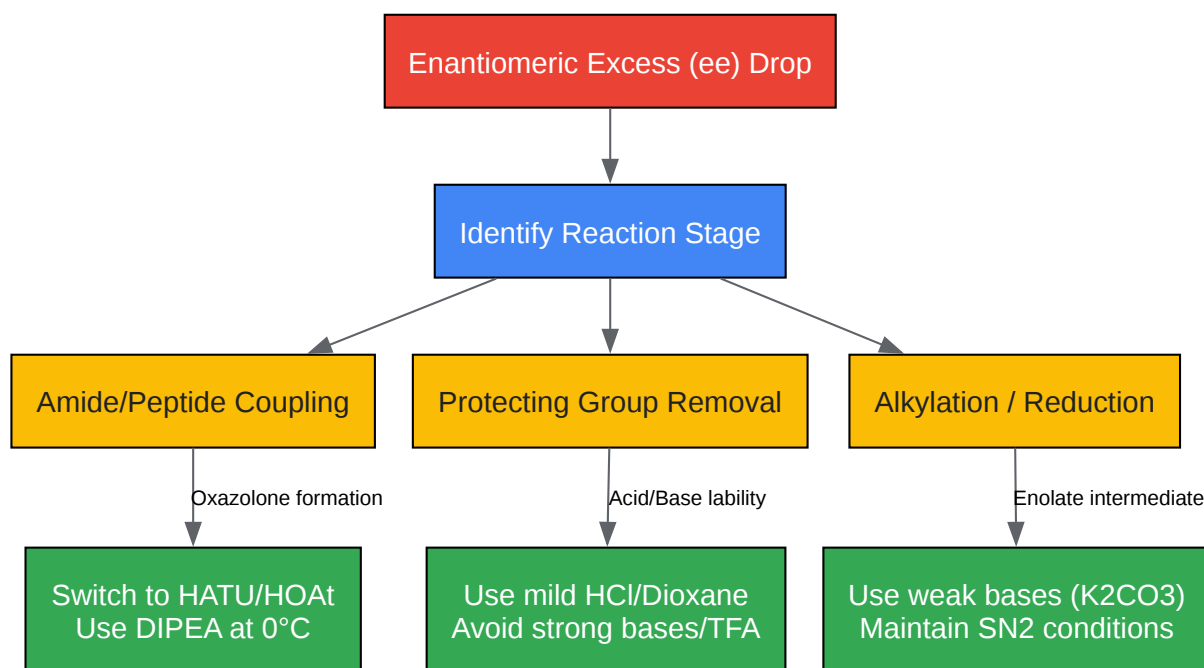 Enantiomeric Excess (ee) Drop
Identify Reaction Stage
Amide/Peptide Coupling
Protecting Group Removal
Alkylation / Reduction
Oxazolone formation
Acid/Base lability
Enolate intermediate
Switch to HATU/HOAt
Use DIPEA at 0°C
Use mild HCl/Dioxane
Avoid strong bases/TFA
Use weak bases (K2CO3)
Maintain SN2 conditions